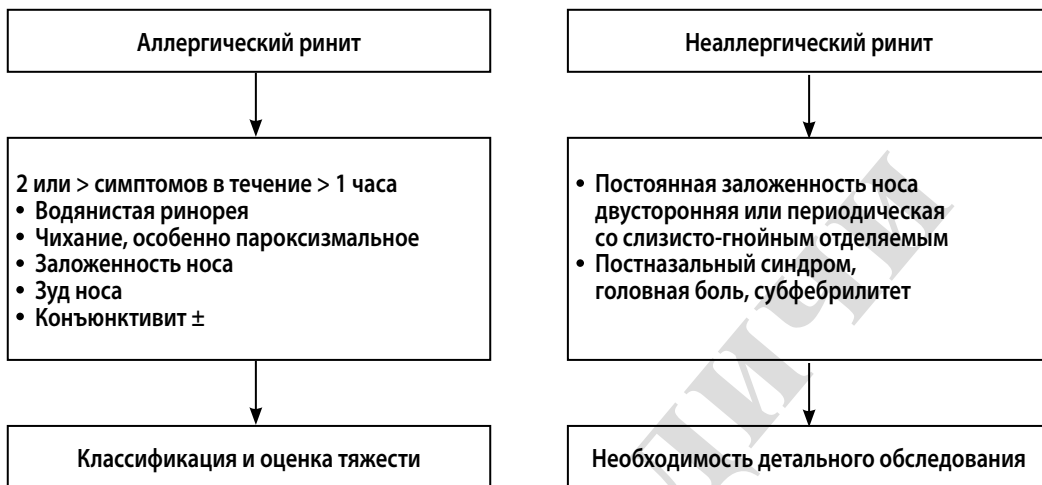 Аллергический ринит
2 или > симптомов в течение > 1 часа
• Водянистая ринорея
• Чихание, особенно пароксизмальное
• Заложенность носа
• Зуд носа
• Конъюнктивит ±
Классификация и оценка тяжести
Неаллергический ринит
• Постоянная заложенность носа
двусторонняя или периодическая
со слизисто-гнойным отделяемым
• Постназальный синдром,
головная боль, субфебрилитет
Необходимость детального обследования